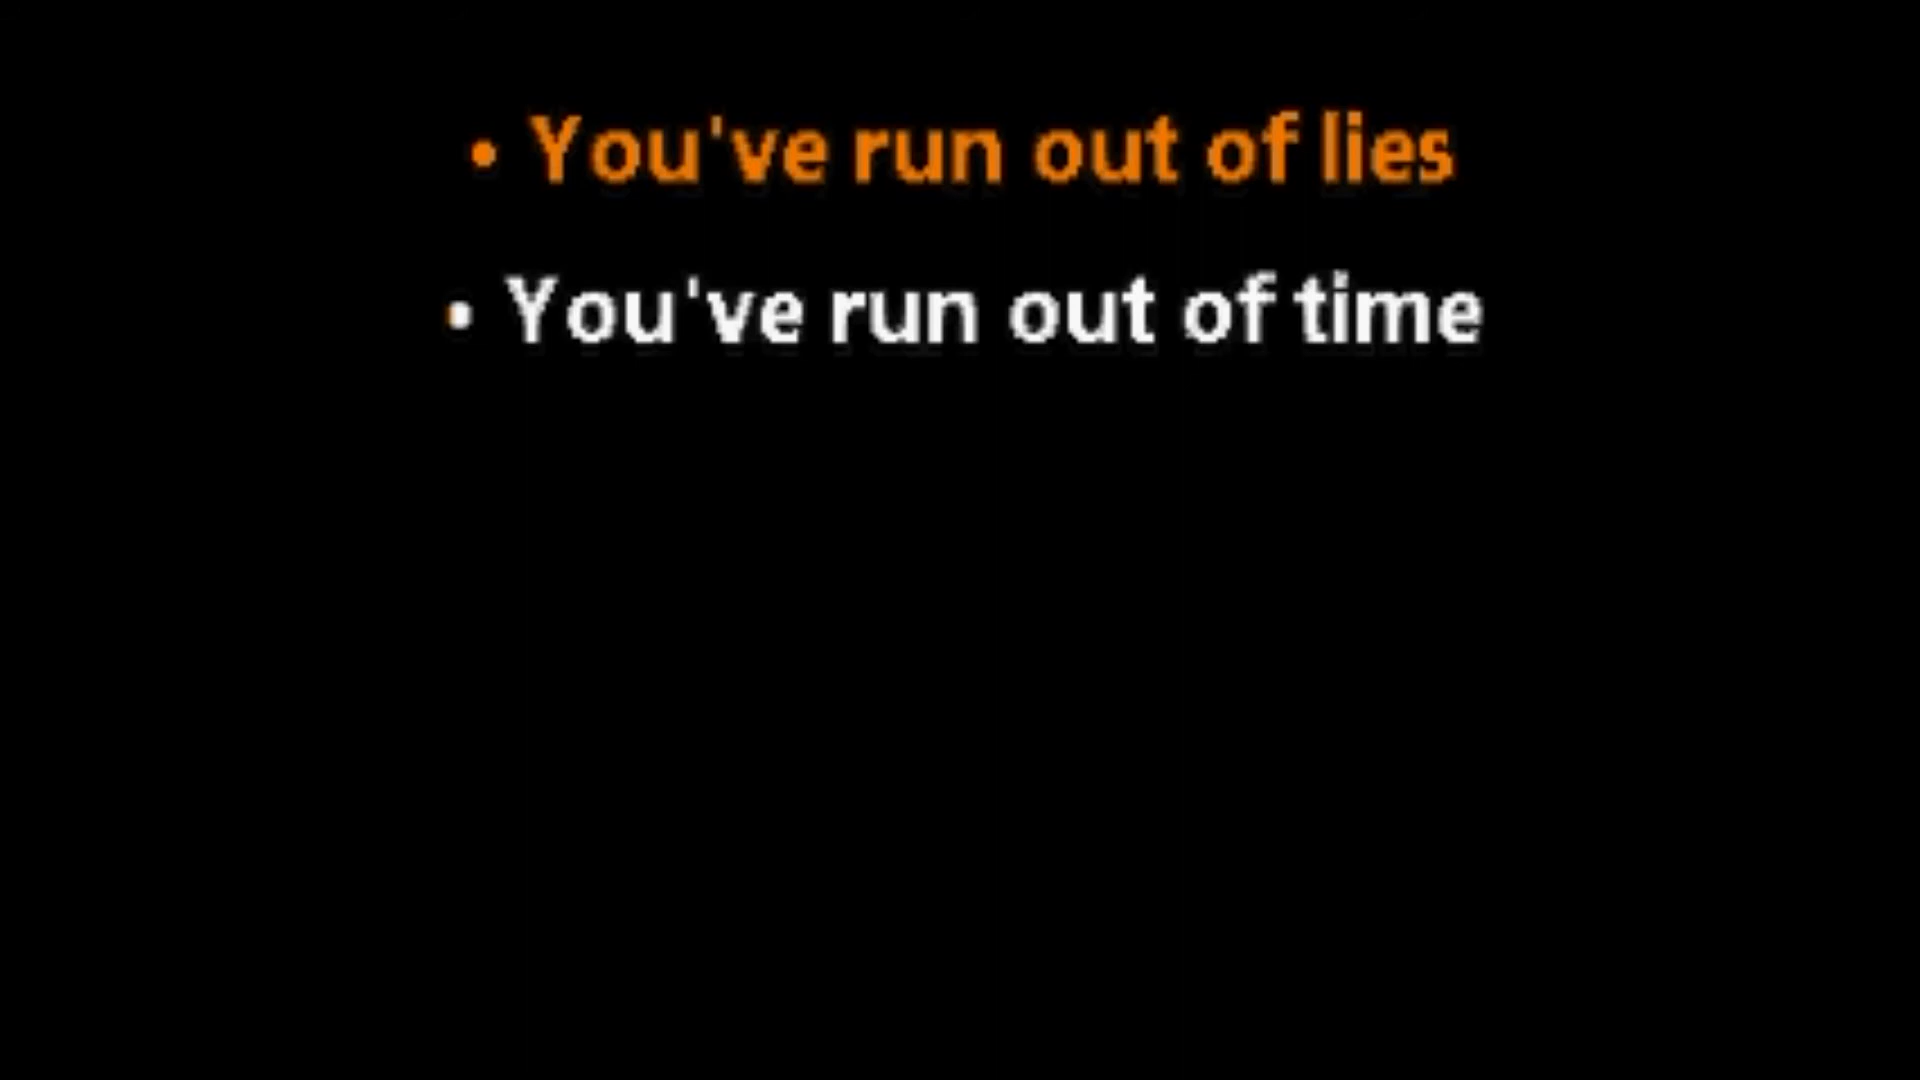 • You've run out of lies
• You've run out of time